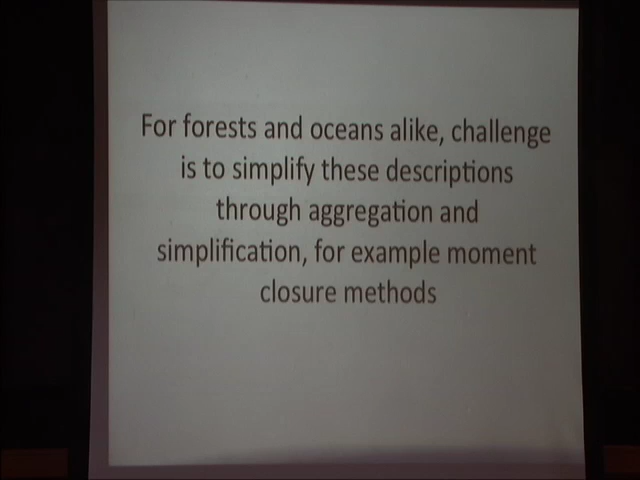 For forests and oceans alike, challenge
is to simplify these descriptions
through aggregation and
simplification, for example moment
closure methods